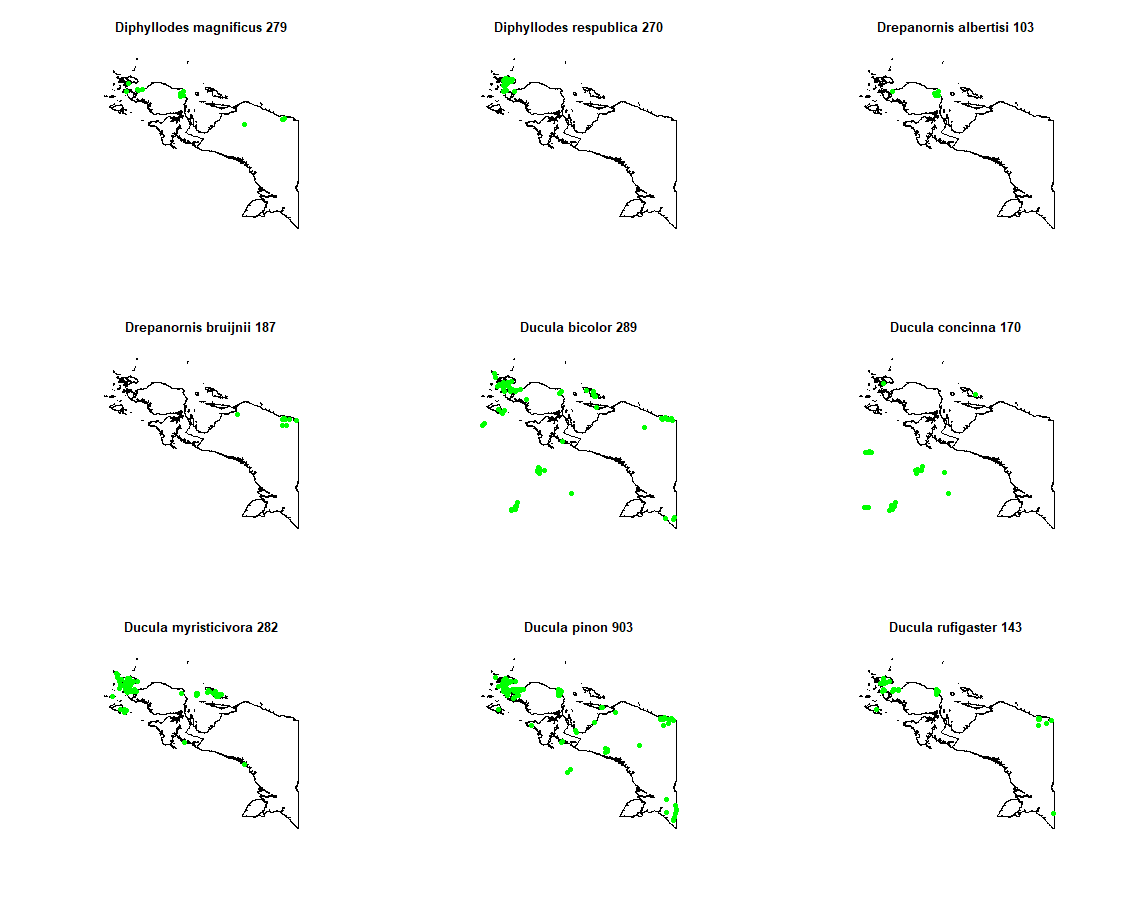 Diphyllodes magnificus 279
Diphyllodes respublica 270
Drepanornis albertisi 103
Drepanornis bruijnii 187
Ducula bicolor 289
Ducula concinna 170
Ducula myristicivora 282
Ducula pinon 903
Ducula rufigaster 143